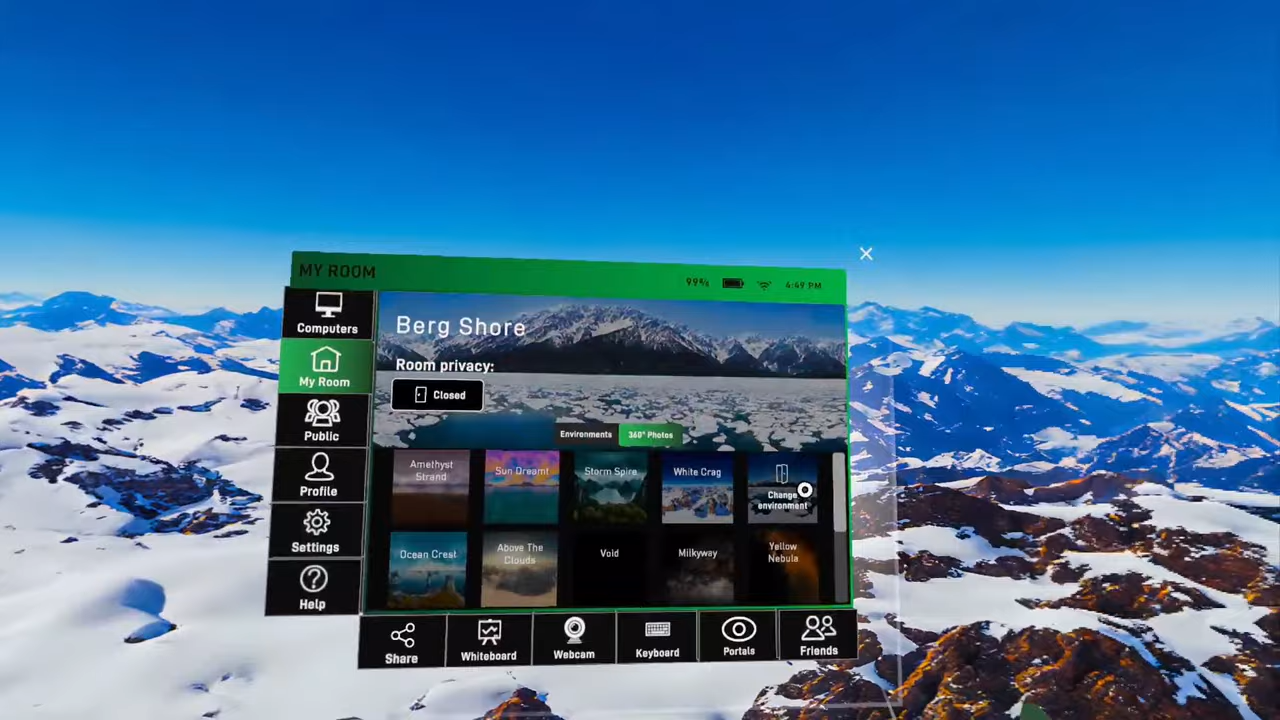 MY ROOM
99%
4:49 PM
Computers
My Room
Public
Profile
Settings
Help
Berg Shore
Room privacy:
Closed
Environments
360° Photos
Amethyst
Strand
Sun Dreamt
Storm Spire
White Crag
Change
environment
Ocean Crest
Above The
Clouds
Void
Milkyway
Yellow
Nebula
Share
Whiteboard
Webcam
Keyboard
Portals
Friends